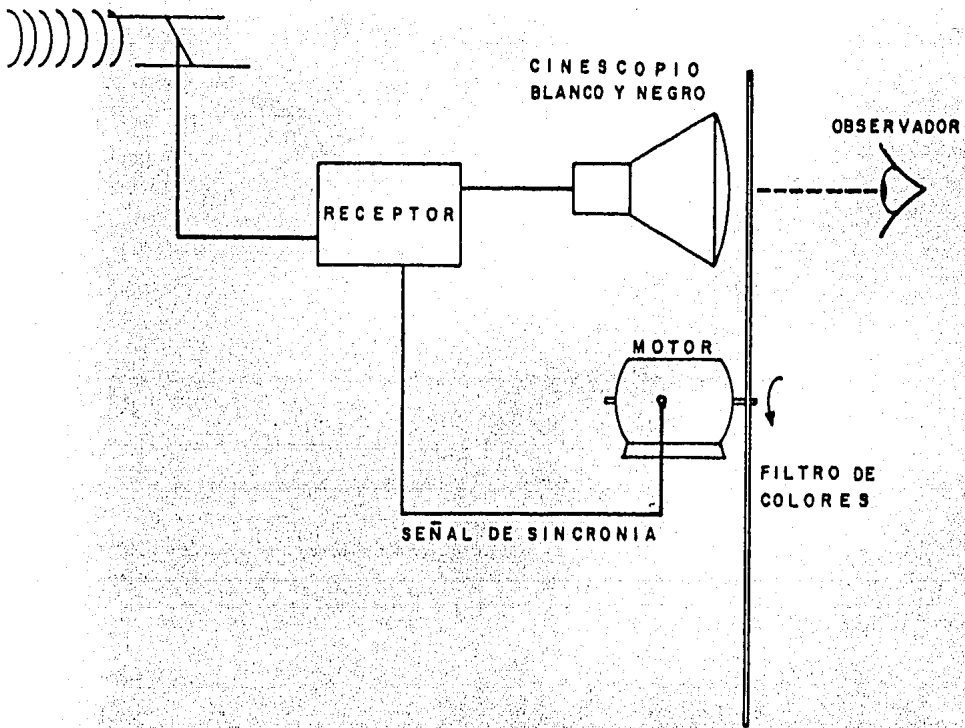 CINESCOPIO
BLANCO Y NEGRO
OBSERVADOR
RECEPTOR
MOTOR
FILTRO DE
COLORES
SEÑAL DE SINCRONIA